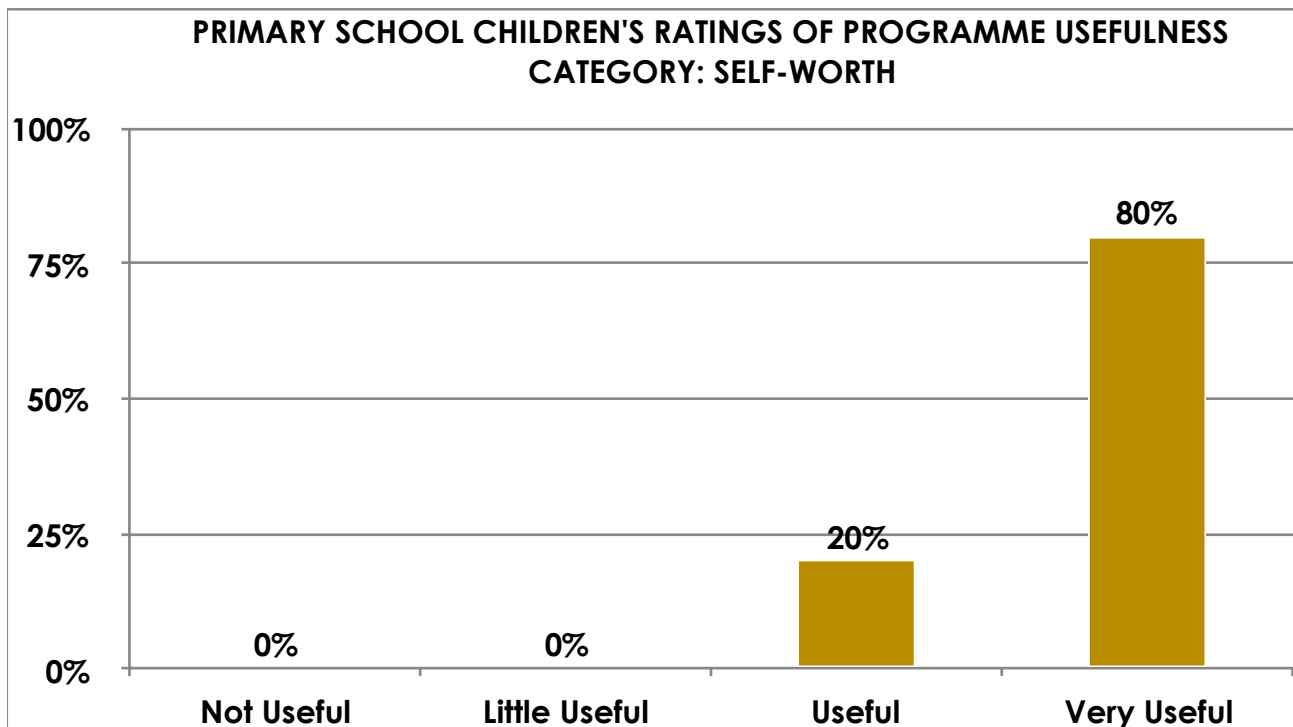 PRIMARY SCHOOL CHILDREN'S RATINGS OF PROGRAMME USEFULNESS
CATEGORY: SELF-WORTH
100%
80%
75%
50%
25%
20%
0%
0%
0%
Not Useful
Little Useful
Useful
Very Useful